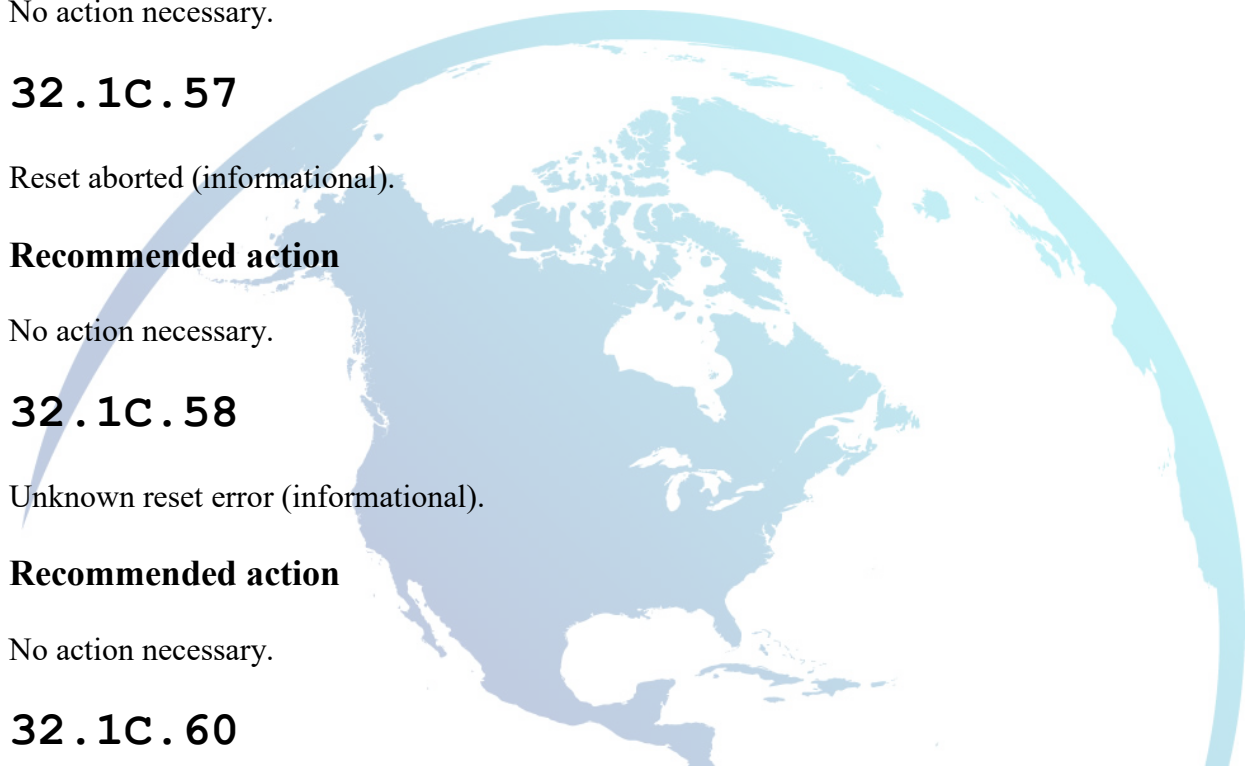 No action necessary.
32.1C.57
Reset aborted (informational).
Recommended action
No action necessary.
32.1C.58
Unknown reset error (informational).
Recommended action
No action necessary.
32.1C.60